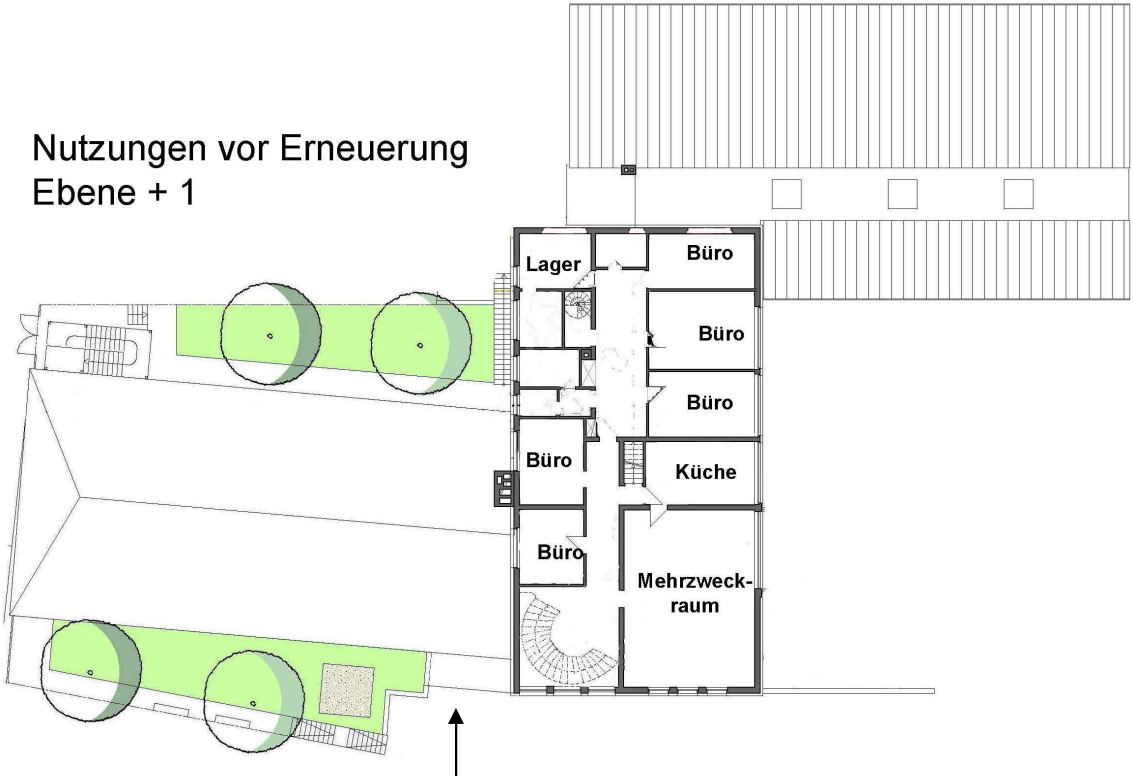 Nutzungen vor Erneuerung
Ebene + 1
Lager
Büro
Büro
Büro
Büro
Küche
Büro
Mehrzweck-
raum